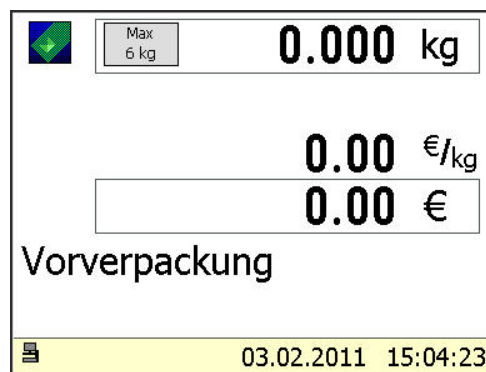 Max
6 kg
0.000 kg
0.00 €/kg
0.00 €
Vorverpackung
03.02.2011 15:04:23